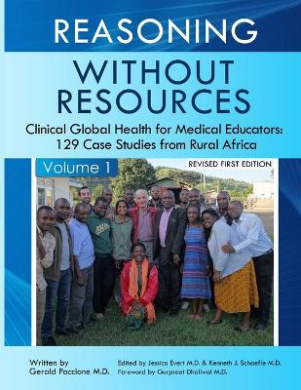 REASONING
WITHOUT
RESOURCES
Clinical Global Health for Medical Educators:
129 Case Studies from Rural Africa
Volume 1
REVISED FIRST EDITION
Written by
Gerald Paccione M.D.
Edited by Jessica Evert M.D. & Kenneth J. Schaefle M.D.
Foreword by Gurpreet Dhaliwal M.D.